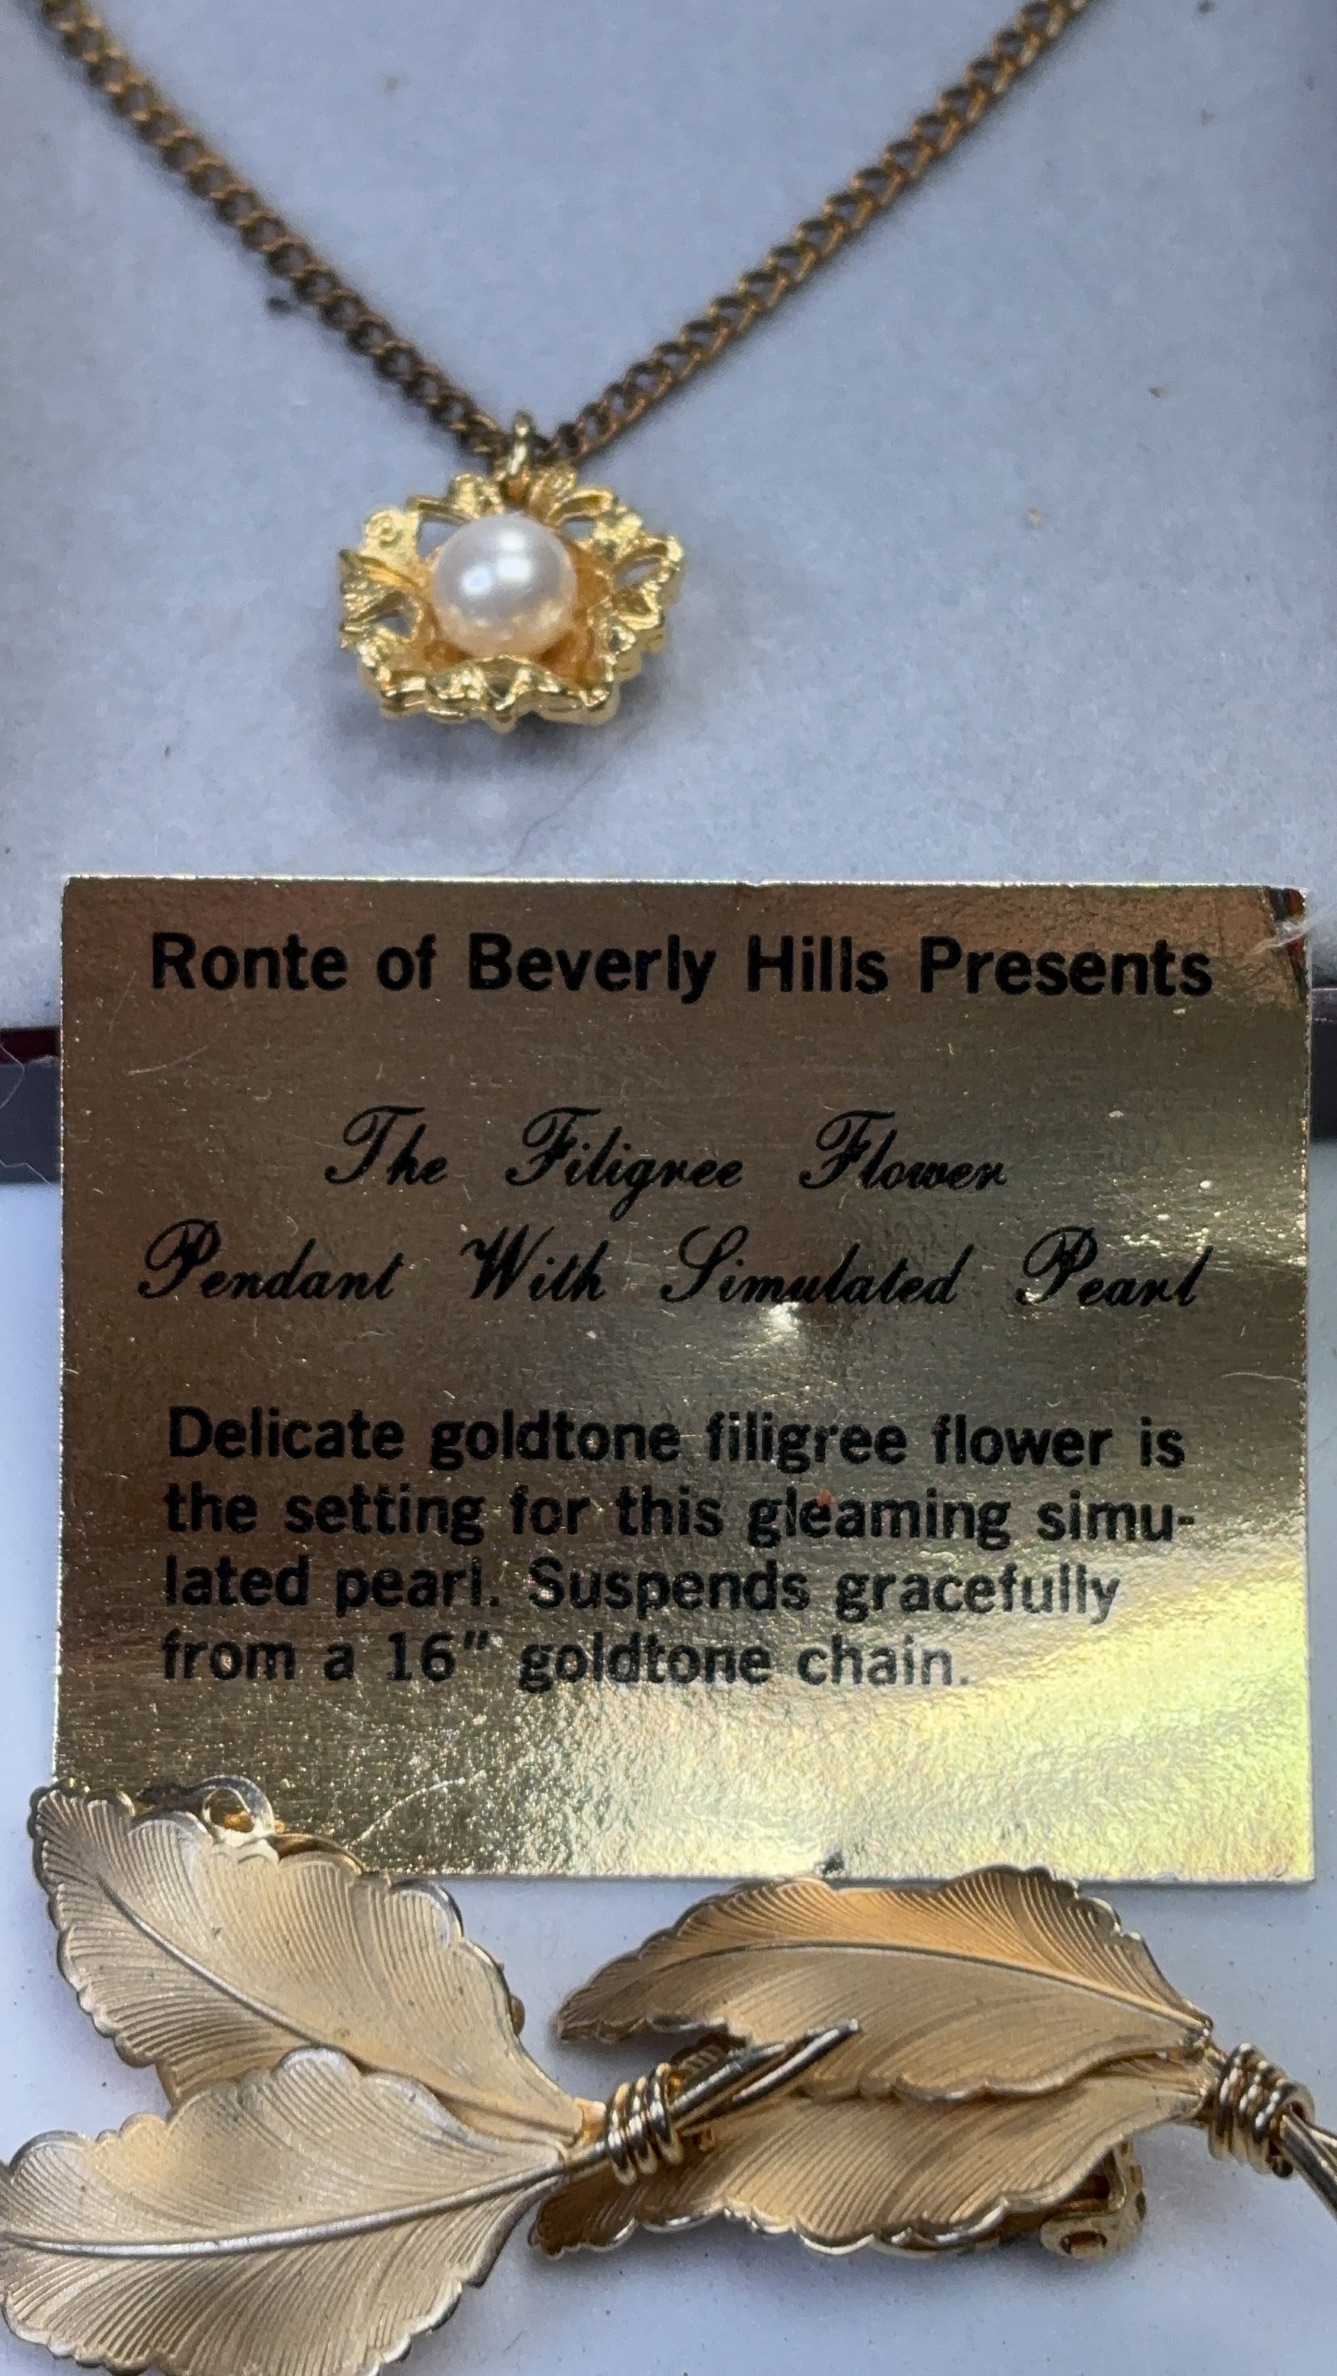 Ronte of Beverly Hills Presents
The Filigree Flower
Pendant With Simulated Pearl
Delicate goldtone filigree flower is
the setting for this gleaming simu-
lated pearl. Suspends gracefully
from a 16" goldtone chain.